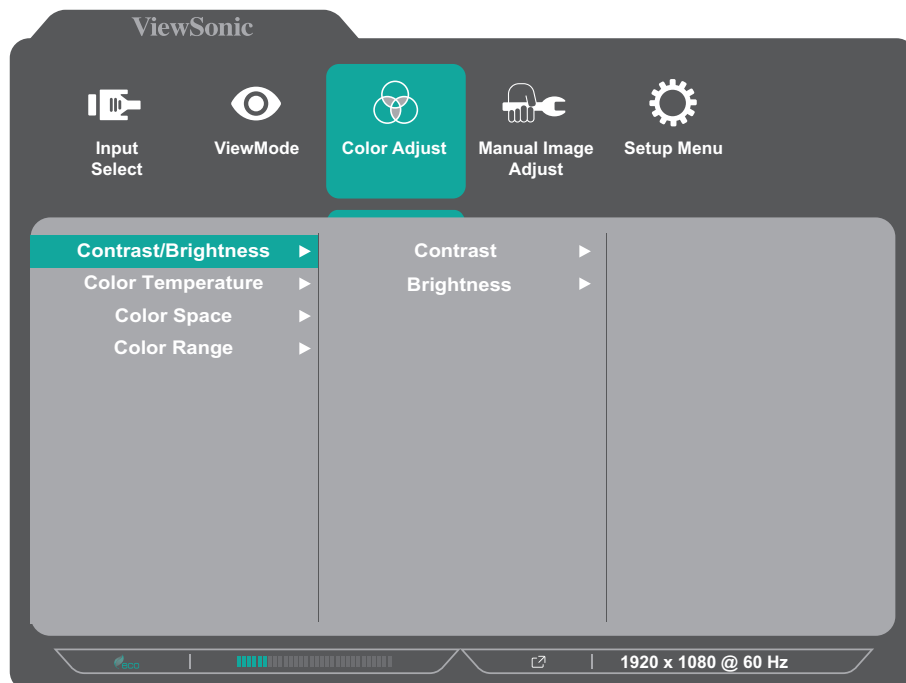 ViewSonic
Input Select
ViewMode
Color Adjust
Manual Image Adjust
Setup Menu
Contrast/Brightness
Contrast
Color Temperature
Brightness
Color Space
Color Range
eco
1920 x 1080 @ 60 Hz